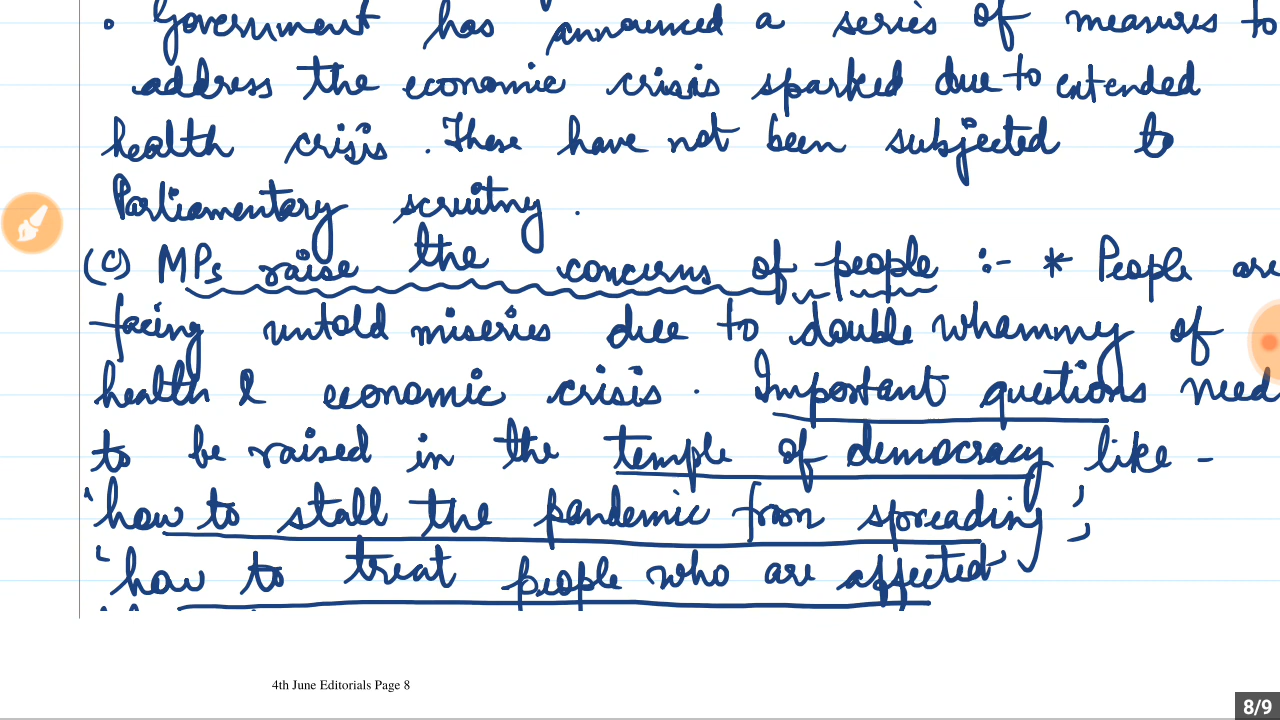 • Government has announced a series of measures to
address the economic crisis sparked due to extended
health crisis. These have not been subjected to
Parliamentary scruitny.
(c) MPs raise the concerns of people :- * People are
facing untold miseries due to double whammy of
health & economic crisis. Important questions need
to be raised in the temple of democracy like -
'how to stall the pandemic from spreading',
'how to treat people who are affected'
4th June Editorials Page 8
8/9